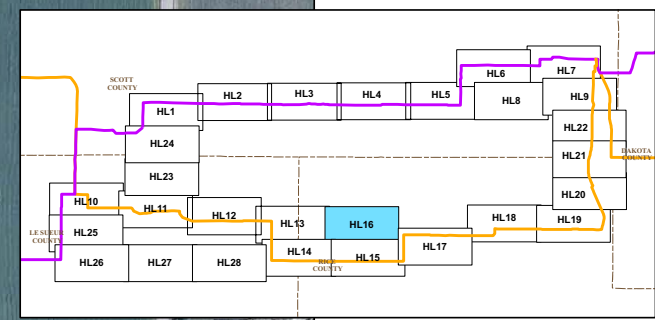 SCOTT
COUNTY
HL1
HL2
HL3
HL4
HL5
HL6
HL7
HL8
HL9
HL24
HL22
HL23
HL21
DAKOTA
COUNTY
HL10
HL11
HL12
HL13
HL16
HL17
HL18
HL19
HL20
LE SUEUR
COUNTY
HL25
HL26
HL27
HL28
HL14
RICE
COUNTY
HL15